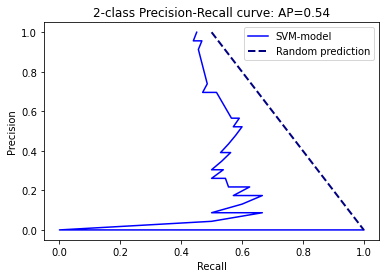 2-class Precision-Recall curve: AP=0.54
SVM-model
Random prediction
Precision
1.0
0.8
0.6
0.4
0.2
0.0
0.0 0.2 0.4 0.6 0.8 1.0
Recall